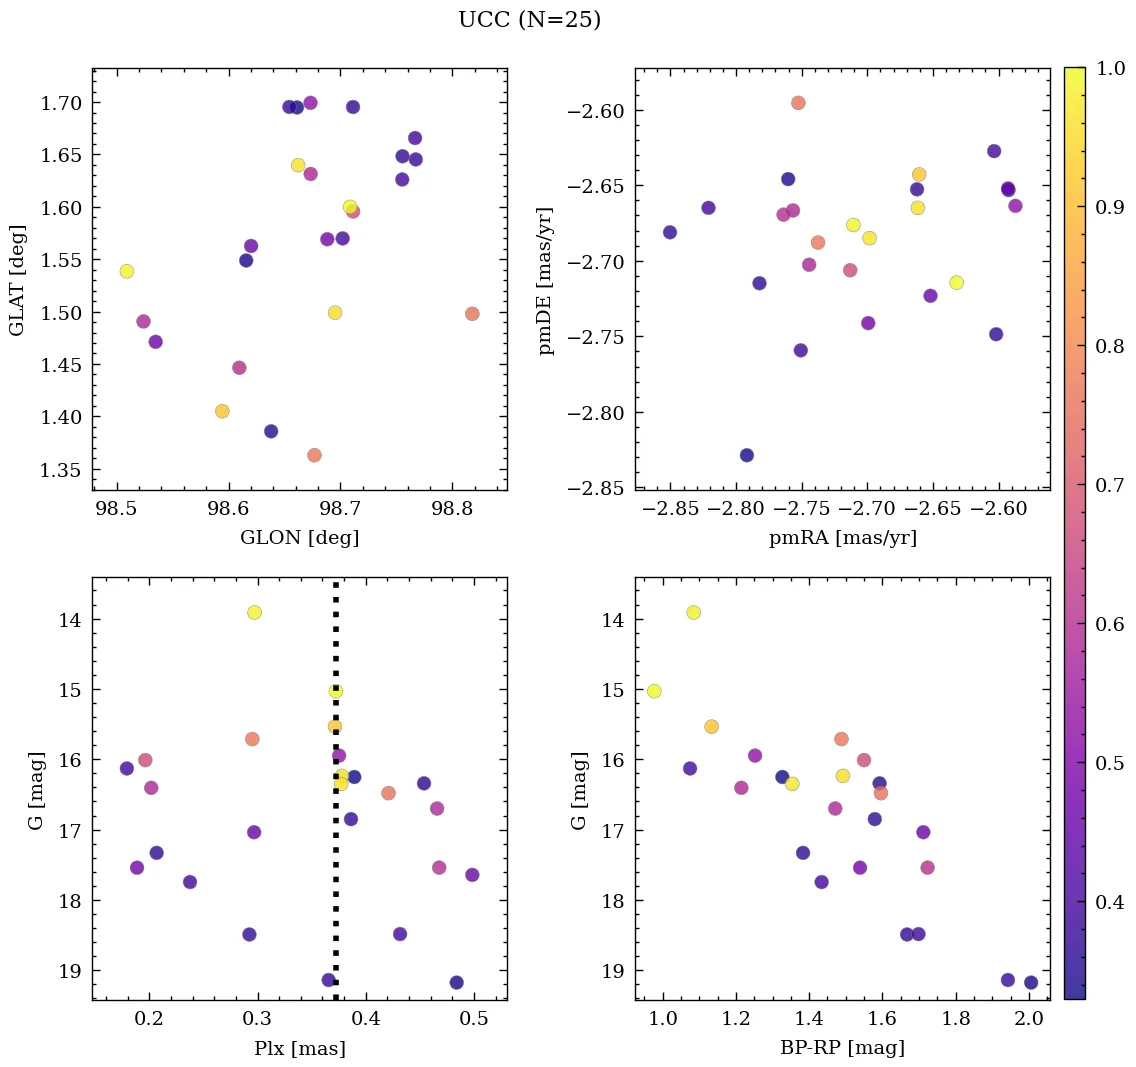 UCC (N=25)
1.70
1.65
1.60
1.55
1.50
1.45
1.40
1.35
GLAT [deg]
98.5 98.6 98.7 98.8
GLON [deg]
−2.60
−2.65
−2.70
−2.75
−2.80
−2.85
pmDE [mas/yr]
−2.85 −2.80 −2.75 −2.70 −2.65 −2.60
pmRA [mas/yr]
14
15
16
17
18
19
G [mag]
0.2 0.3 0.4 0.5
Plx [mas]
14
15
16
17
18
19
G [mag]
1.0 1.2 1.4 1.6 1.8 2.0
BP-RP [mag]
1.0
0.9
0.8
0.7
0.6
0.5
0.4